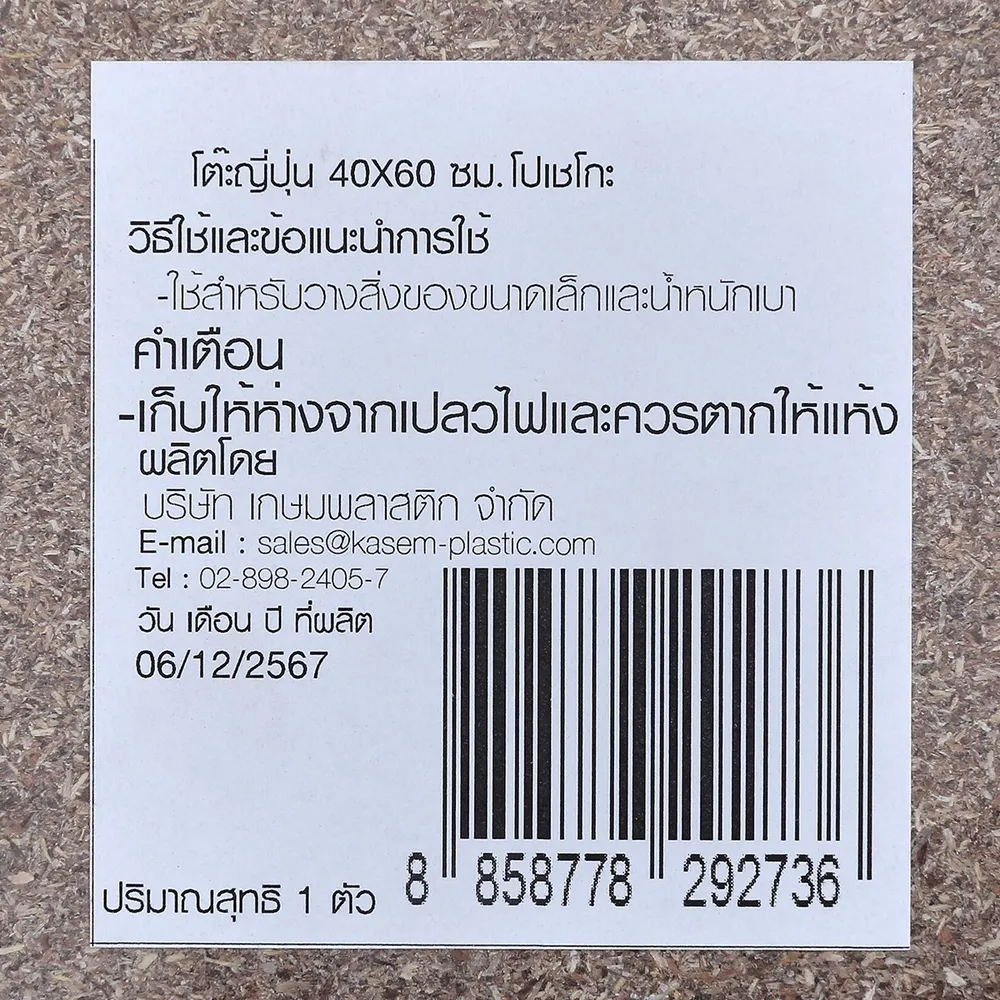 โต๊ะญี่ปุ่น 40X60 ซม. โปเชโกะ
วิธีใช้และข้อแนะนำการใช้
-ใช้สำหรับวางสิ่งของขนาดเล็กและน้ำหนักเบา
คำเตือน
-เก็บให้ห่างจากเปลวไฟและควรตากให้แห้ง
ผลิตโดย
บริษัท เกษมพลาสติก จำกัด
E-mail : sales@kasem-plastic.com
Tel : 02-898-2405-7
วัน เดือน ปี ที่ผลิต
06/12/2567
ปริมาณสุทธิ 1 ตัว
8 858778 292736